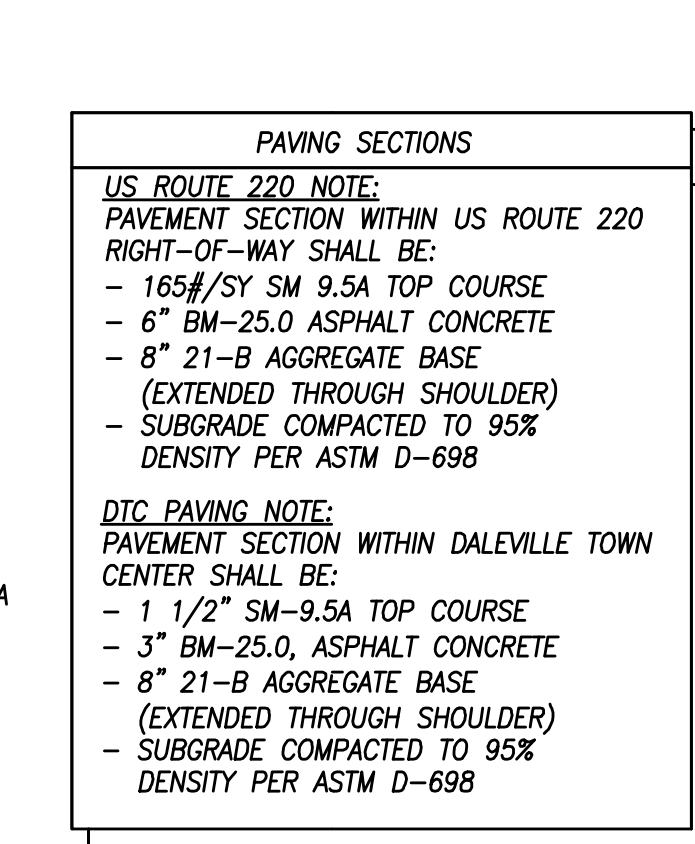 PAVING SECTIONS
US ROUTE 220 NOTE:
PAVEMENT SECTION WITHIN US ROUTE 220
RIGHT-OF-WAY SHALL BE:
- 165#/SY SM 9.5A TOP COURSE
- 6" BM-25.0 ASPHALT CONCRETE
- 8" 21-B AGGREGATE BASE
(EXTENDED THROUGH SHOULDER)
- SUBGRADE COMPACTED TO 95%
DENSITY PER ASTM D-698
DTC PAVING NOTE:
PAVEMENT SECTION WITHIN DALEVILLE TOWN
CENTER SHALL BE:
- 1 1/2" SM-9.5A TOP COURSE
- 3" BM-25.0, ASPHALT CONCRETE
- 8" 21-B AGGREGATE BASE
(EXTENDED THROUGH SHOULDER)
- SUBGRADE COMPACTED TO 95%
DENSITY PER ASTM D-698
A